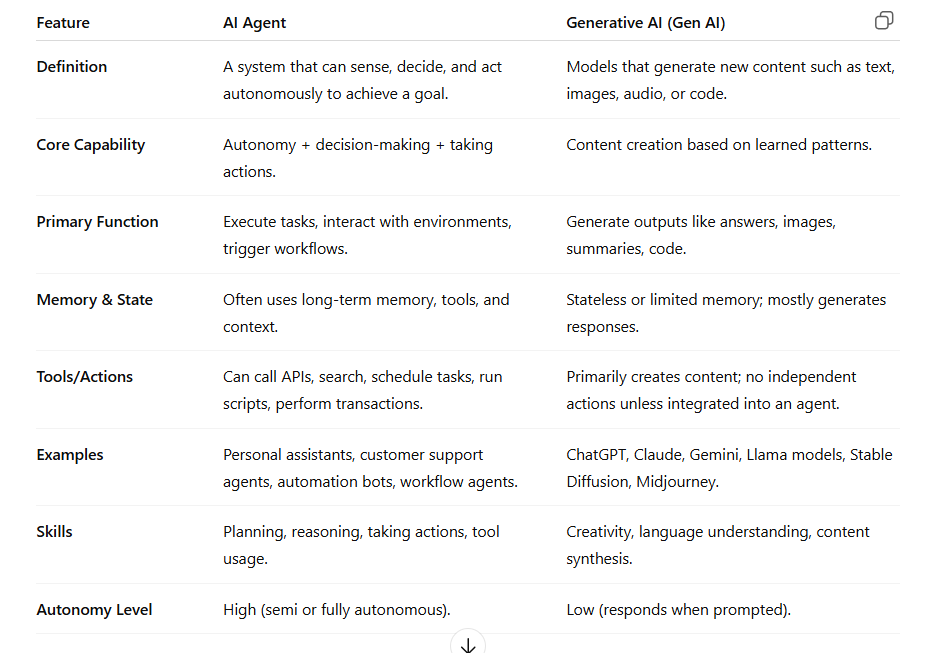 Feature AI Agent Generative AI (Gen AI)
Definition A system that can sense, decide, and act Models that generate new content such as text,
autonomously to achieve a goal. images, audio, or code.
Core Capability Autonomy + decision-making + taking Content creation based on learned patterns.
actions.
Primary Function Execute tasks, interact with environments, Generate outputs like answers, images,
trigger workflows. summaries, code.
Memory & State Often uses long-term memory, tools, and Stateless or limited memory; mostly generates
context. responses.
Tools/Actions Can call APIs, search, schedule tasks, run Primarily creates content; no independent
scripts, perform transactions. actions unless integrated into an agent.
Examples Personal assistants, customer support ChatGPT, Claude, Gemini, Llama models, Stable
agents, automation bots, workflow agents. Diffusion, Midjourney.
Skills Planning, reasoning, taking actions, tool Creativity, language understanding, content
usage. synthesis.
Autonomy Level High (semi or fully autonomous). Low (responds when prompted).